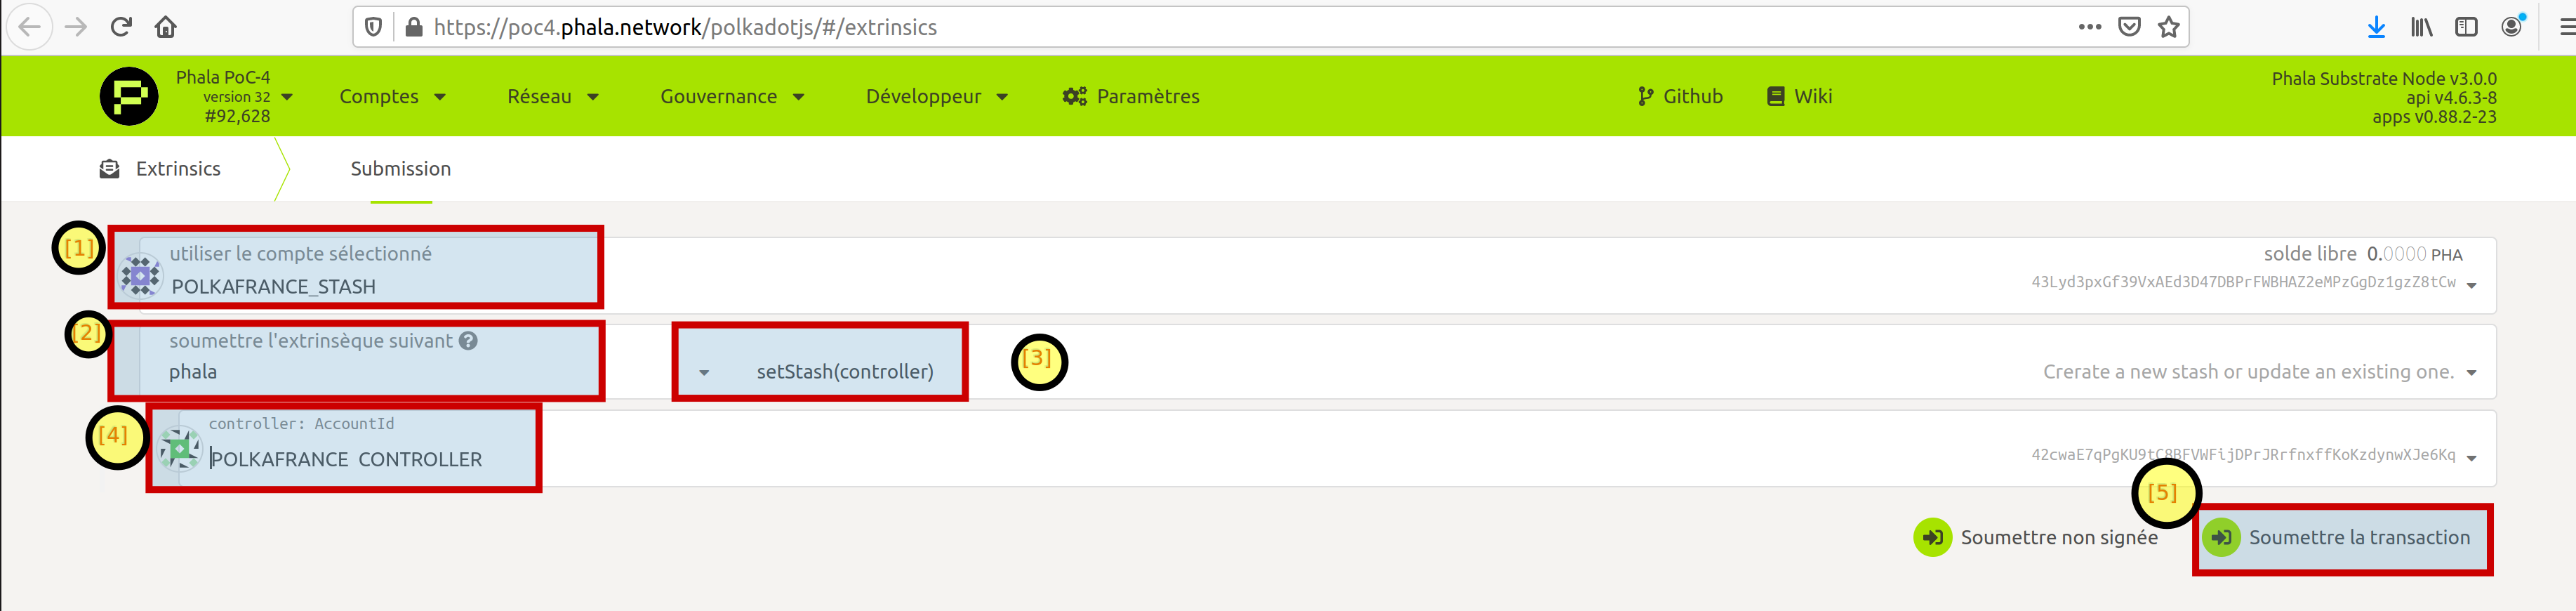 https://poc4.phala.network/polkadotjs/#/extrinsics
Phala PoC-4
version 32
#92,628
Comptes
Réseau
Gouvernance
Développeur
Paramètres
Github
Wiki
Phala Substrate Node v3.0.0
api v4.6.3-8
apps v0.88.2-23
Extrinsics
Submission
[1]
utiliser le compte sélectionné
POLKAFRANCE_STASH
solde libre 0.0000 PHA
43Lyd3pxGf39VxAEd3D47DBPrFWBHAZ2eMPzGgDz1gzZ8tCw
[2]
soumettre l'extrinsèque suivant
phala
setStash(controller)
[3]
Crerate a new stash or update an existing one.
[4]
controller: AccountId
POLKAFRANCE CONTROLLER
42cwaE7qPgKU9tC8BFVWFijDPrJRrfnxffKoKzdynwXJe6Kq
[5]
Soumettre non signée
Soumettre la transaction